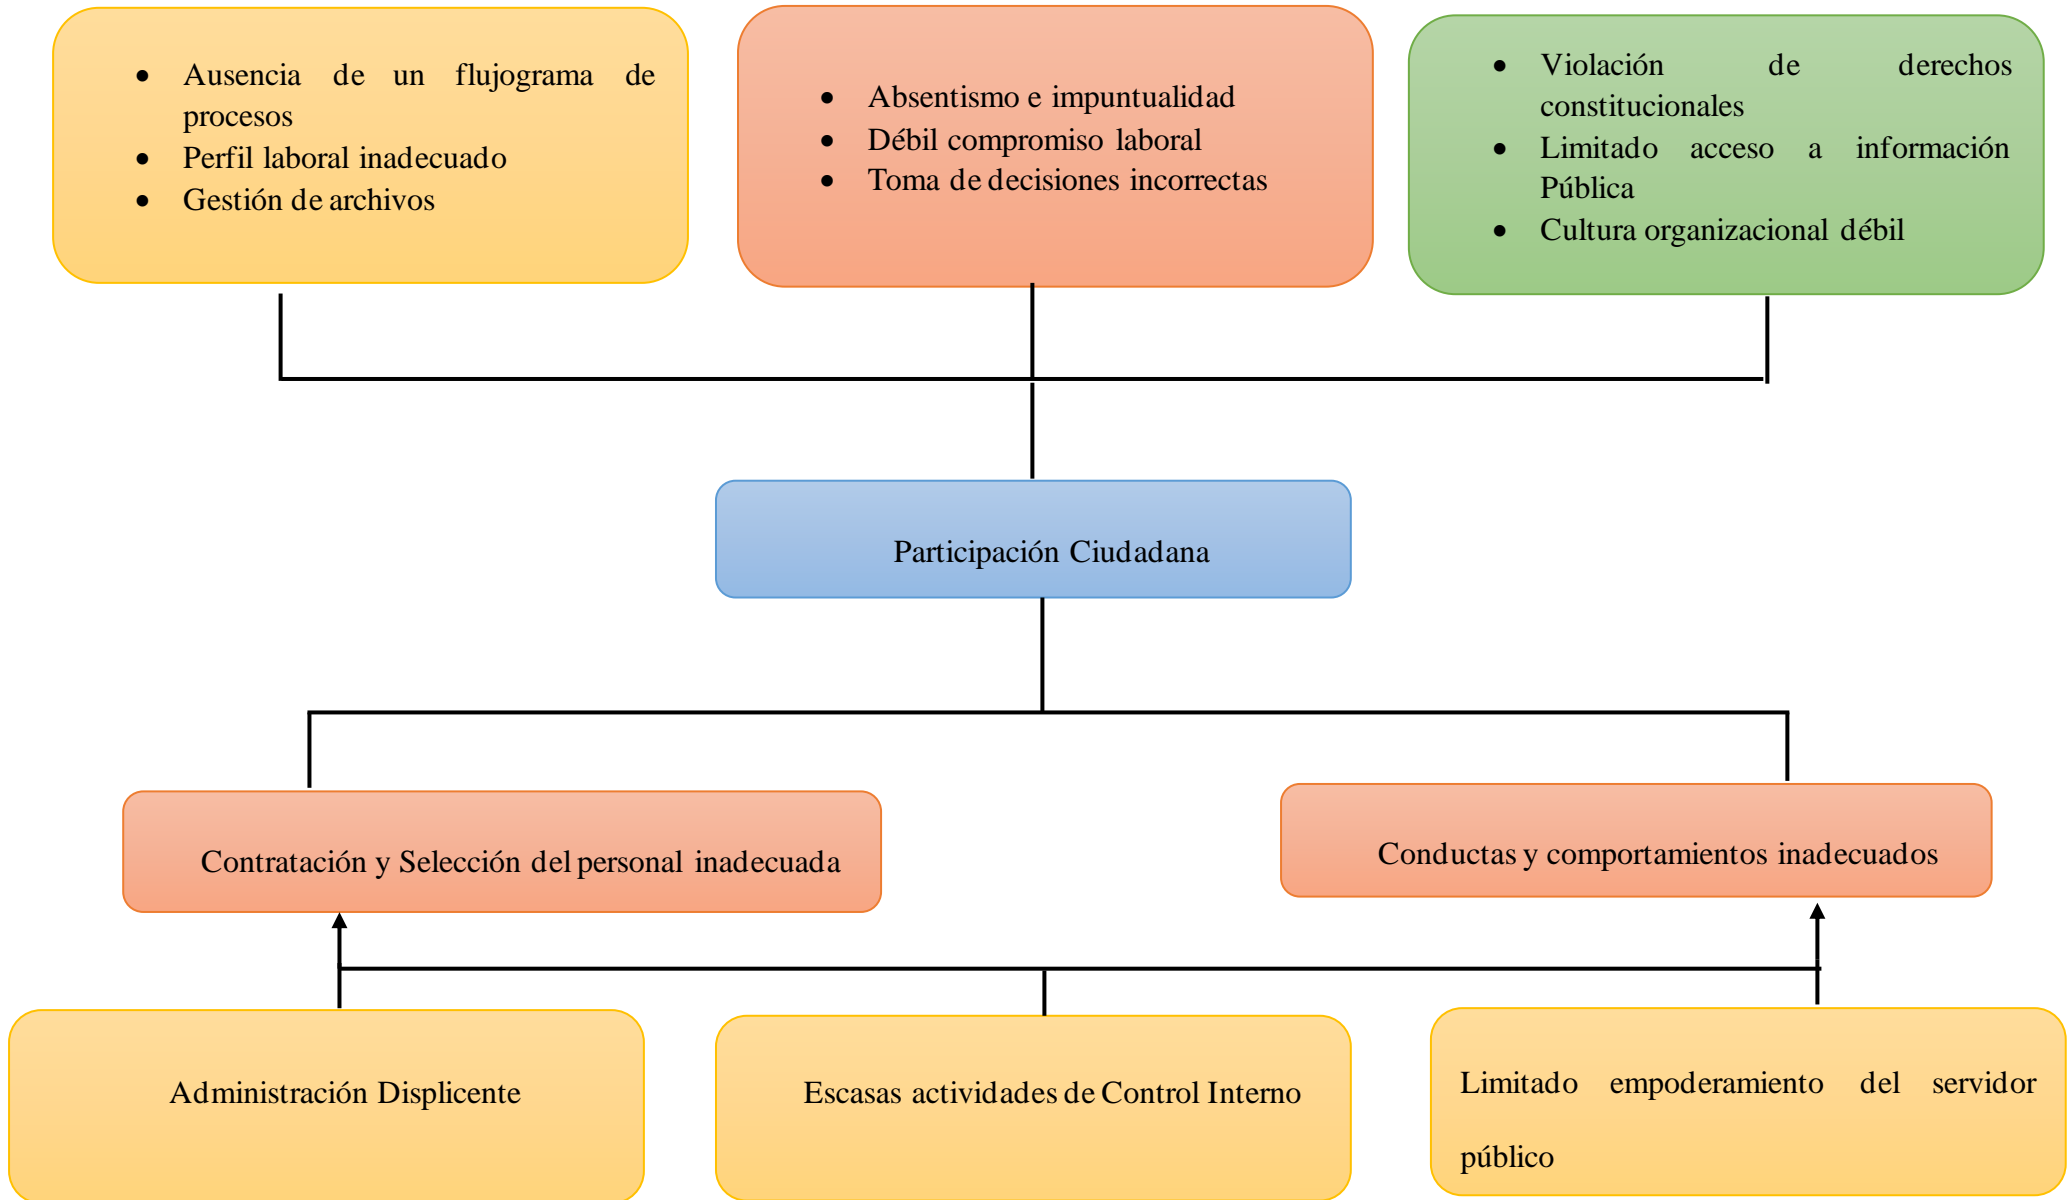 • Ausencia de un flujograma de
procesos
• Perfil laboral inadecuado
• Gestión de archivos
• Absentismo e impuntualidad
• Débil compromiso laboral
• Toma de decisiones incorrectas
• Violación de derechos
constitucionales
• Limitado acceso a información
Pública
• Cultura organizacional débil
Participación Ciudadana
Contratación y Selección del personal inadecuada
Conductas y comportamientos inadecuados
Administración Displicente
Escasas actividades de Control Interno
Limitado empoderamiento del servidor
público